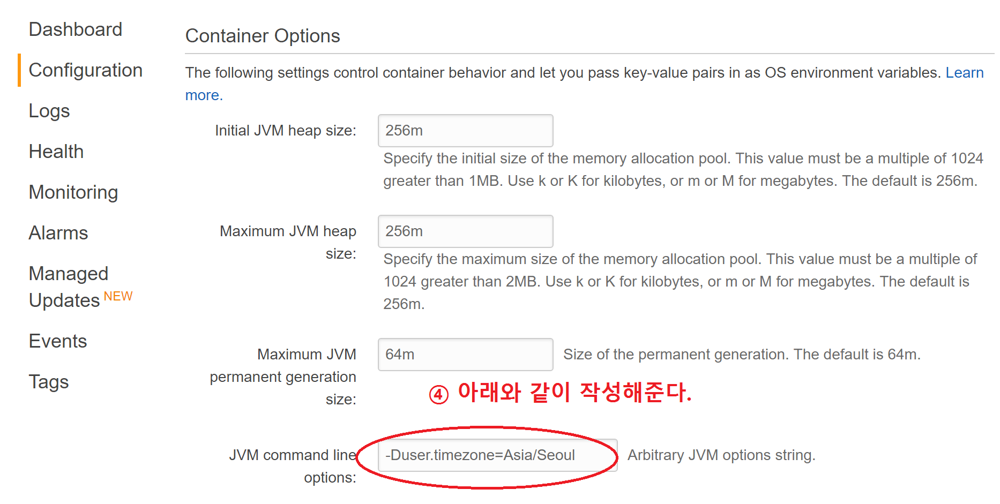 Dashboard
Configuration
Logs
Health
Monitoring
Alarms
Managed
Updates NEW
Events
Tags
Container Options
The following settings control container behavior and let you pass key-value pairs in as OS environment variables. Learn
more.
Initial JVM heap size:
256m
Specify the initial size of the memory allocation pool. This value must be a multiple of 1024
greater than 1MB. Use k or K for kilobytes, or m or M for megabytes. The default is 256m.
Maximum JVM heap
size:
256m
Specify the maximum size of the memory allocation pool. This value must be a multiple of
1024 greater than 2MB. Use k or K for kilobytes, or m or M for megabytes. The default is
256m.
Maximum JVM
permanent generation
size:
64m
Size of the permanent generation. The default is 64m.
④ 아래와 같이 작성해준다.
JVM command line
options:
-Duser.timezone=Asia/Seoul
Arbitrary JVM options string.